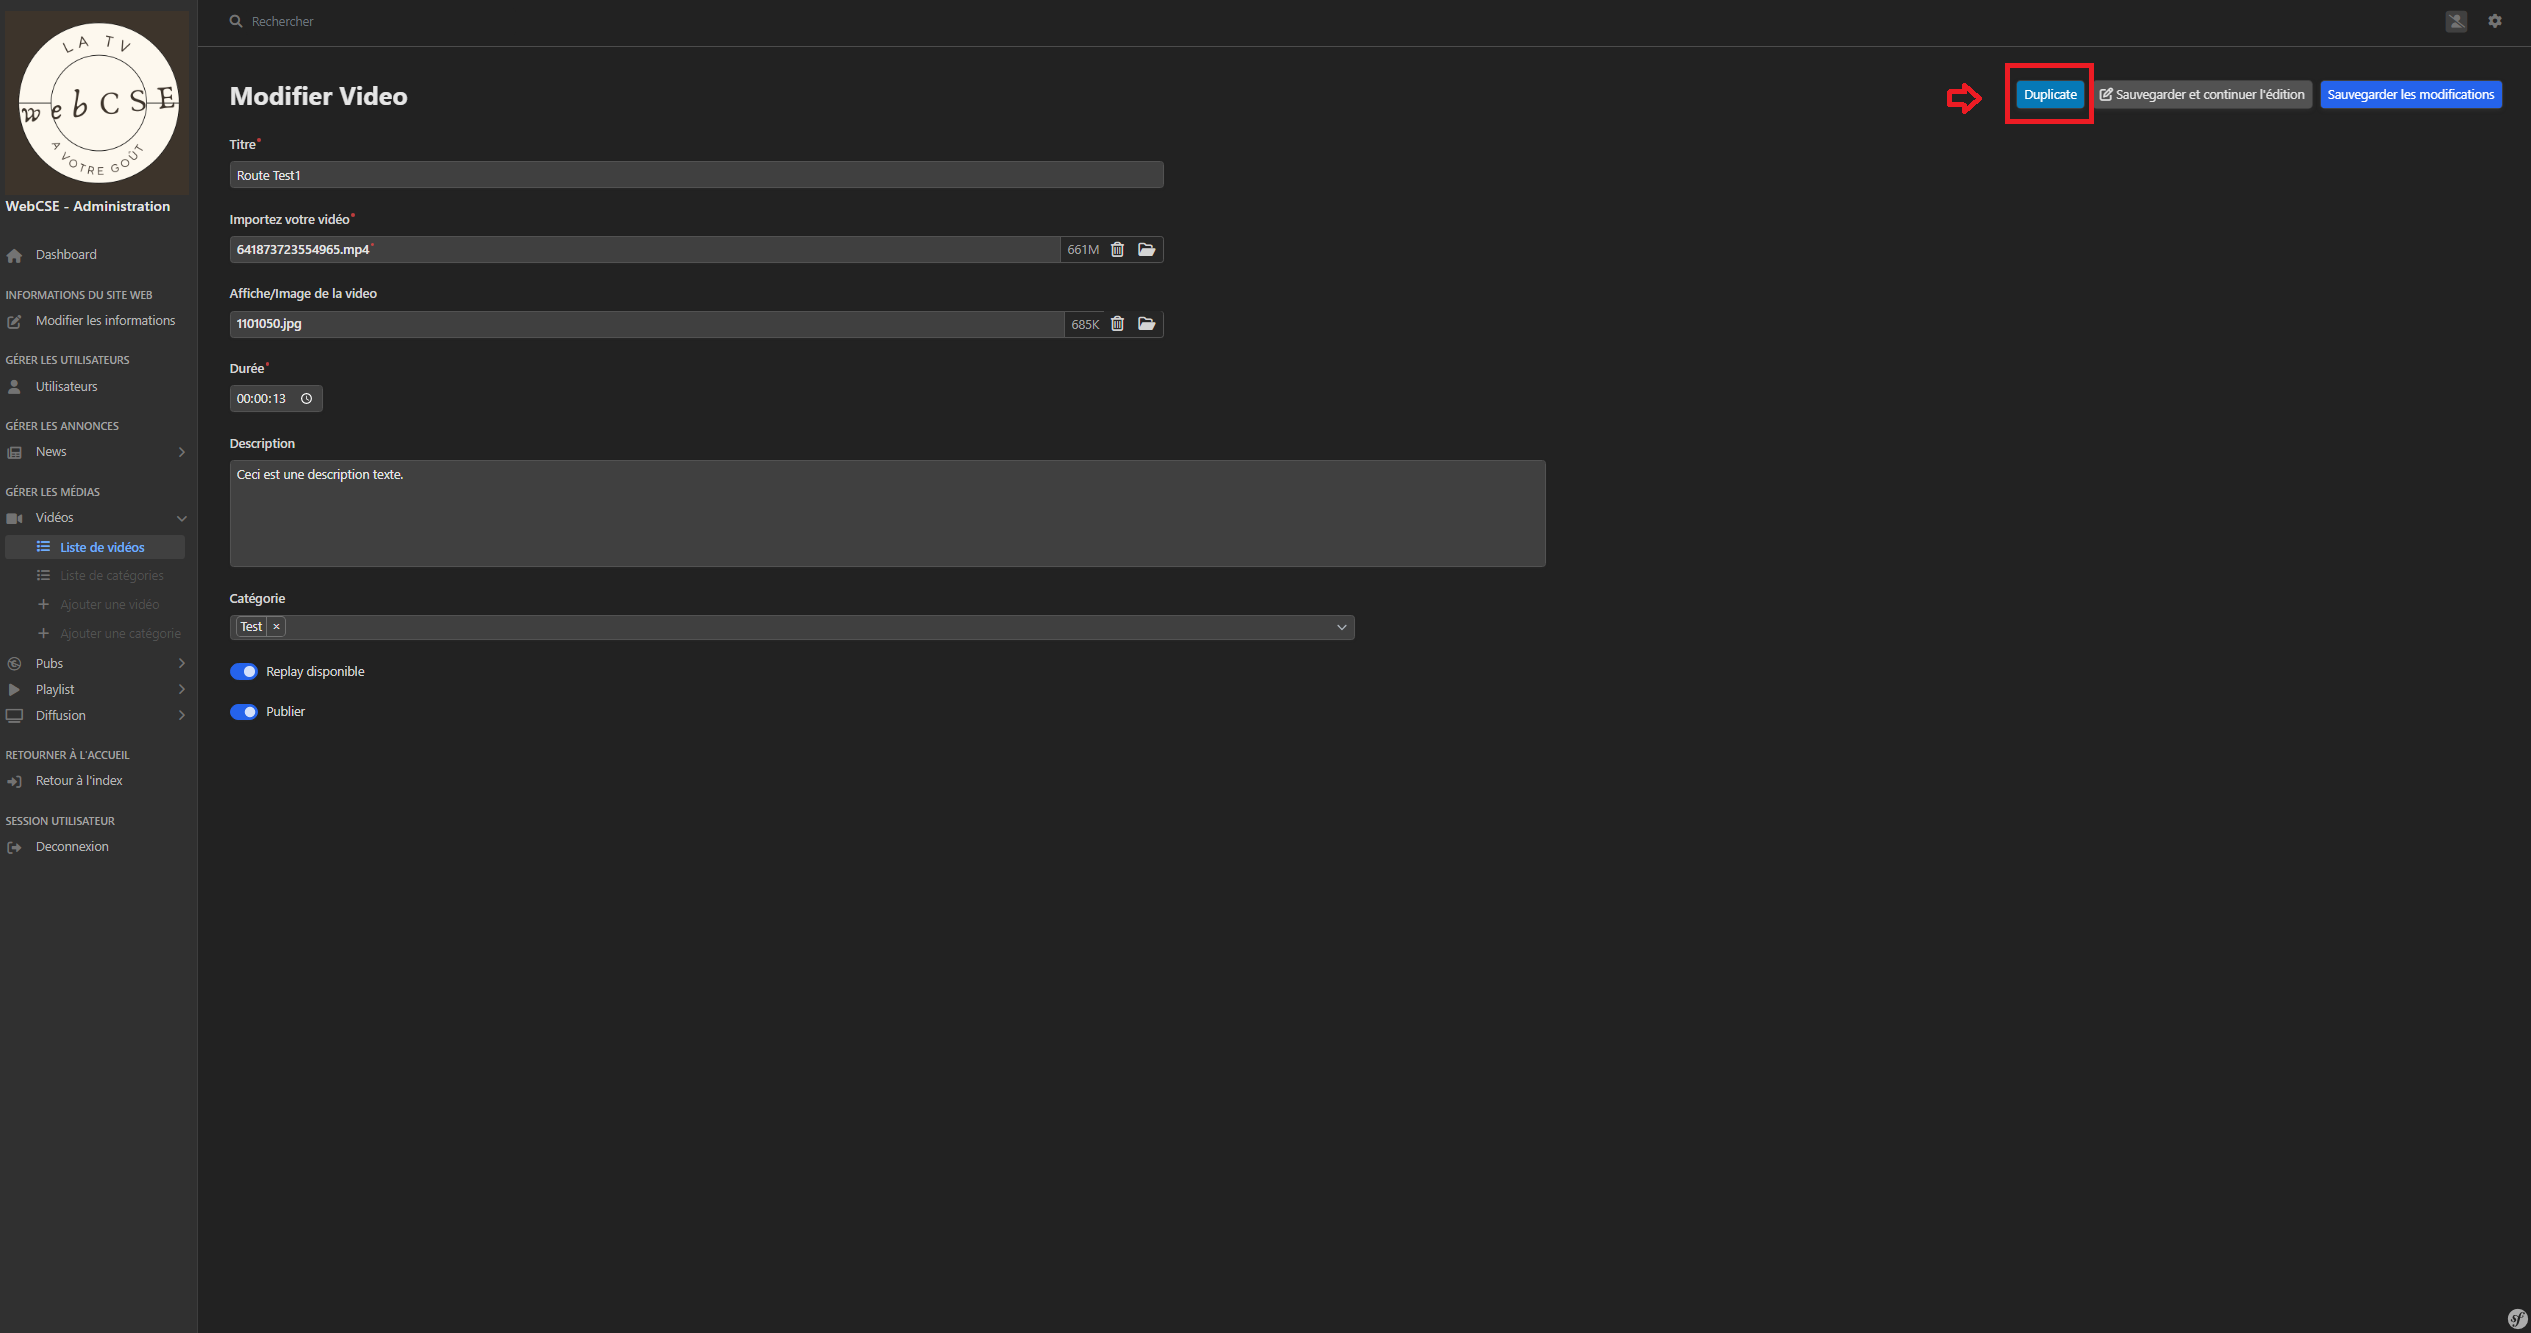 LA TV
webCSE
A VOTRE GOÛT
WebCSE - Administration
Dashboard
INFORMATIONS DU SITE WEB
Modifier les informations
GÉRER LES UTILISATEURS
Utilisateurs
GÉRER LES ANNONCES
News
GÉRER LES MÉDIAS
Vidéos
Liste de vidéos
Liste de catégories
Ajouter une vidéo
Ajouter une catégorie
Pubs
Playlist
Diffusion
RETOURNER À L'ACCUEIL
Retour à l'index
SESSION UTILISATEUR
Deconnexion
Rechercher
Modifier Video
Duplicate
Sauvegarder et continuer l'édition
Sauvegarder les modifications
Titre*
Route Test1
Importez votre vidéo*
641873723554965.mp4*
661M
Affiche/Image de la video
1101050.jpg
685K
Durée*
00:00:13
Description
Ceci est une description texte.
Catégorie
Test ×
Replay disponible
Publier
sf